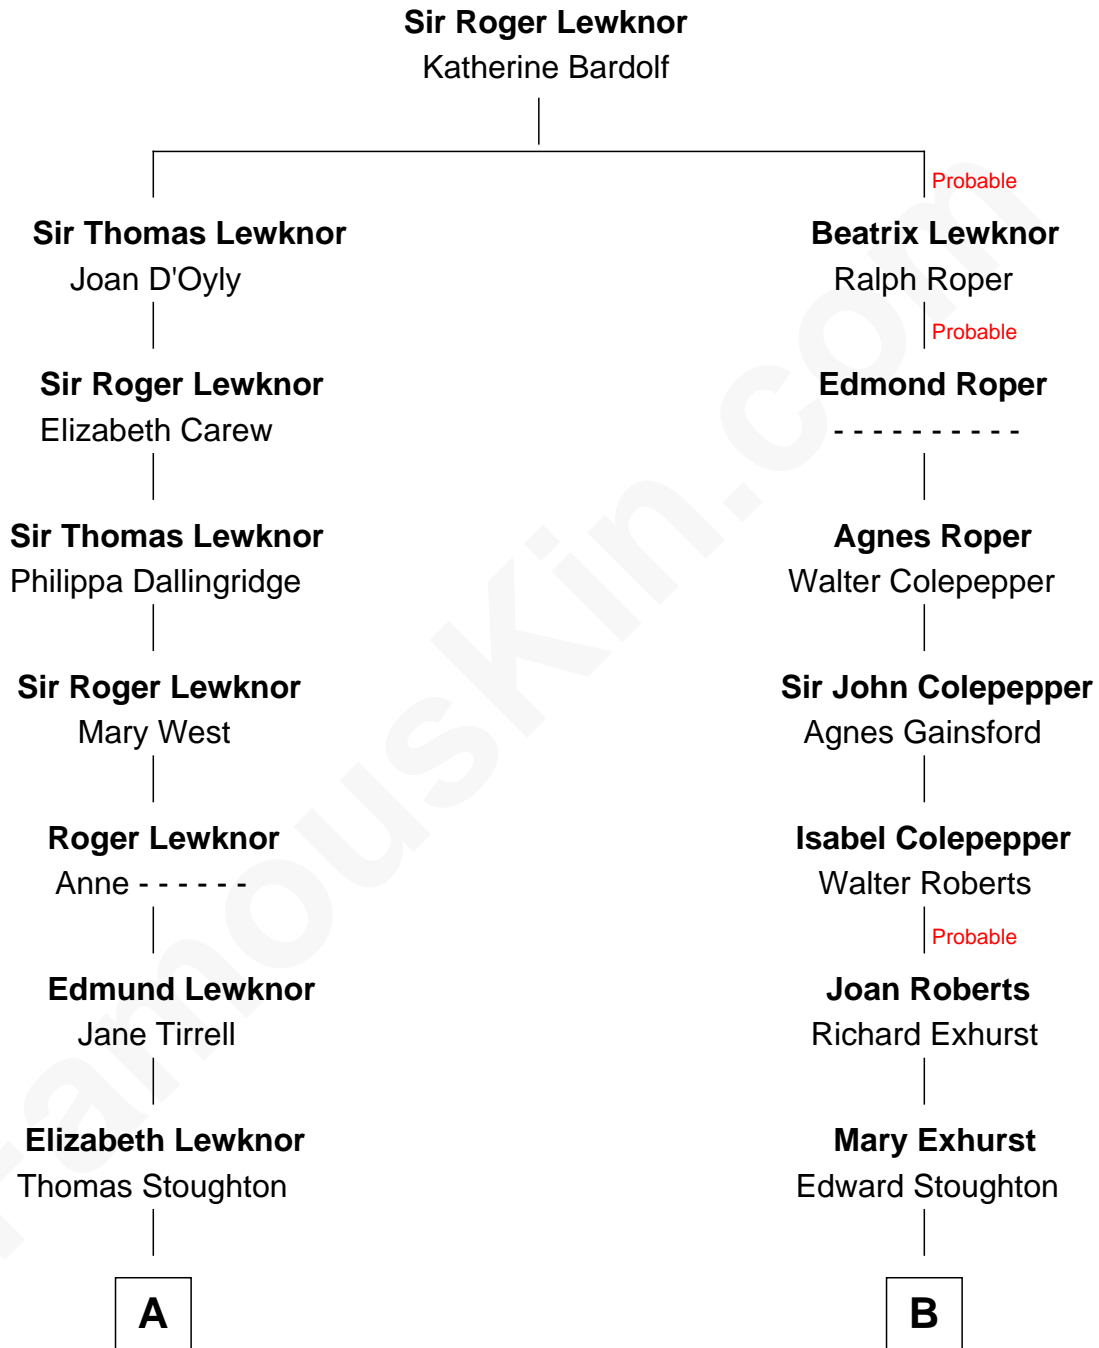 Sir Roger Lewknor
Katherine Bardolf
Probable
Sir Thomas Lewknor
Joan D'Oyly
Beatrix Lewknor
Ralph Roper
Probable
Sir Roger Lewknor
Elizabeth Carew
Edmond Roper
- - - - - - - - - -
Sir Thomas Lewknor
Philippa Dallingridge
Agnes Roper
Walter Colepepper
Sir Roger Lewknor
Mary West
Sir John Colepepper
Agnes Gainsford
Roger Lewknor
Anne - - - - - -
Isabel Colepepper
Walter Roberts
Probable
Edmund Lewknor
Jane Tirrell
Joan Roberts
Richard Exhurst
Elizabeth Lewknor
Thomas Stoughton
Mary Exhurst
Edward Stoughton
A
B
FamousKin.com